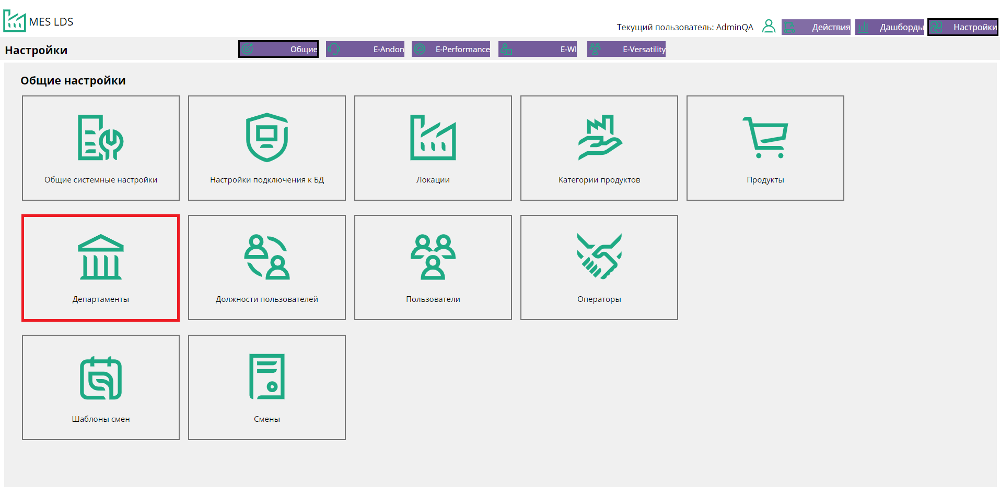 MES LDS
Текущий пользователь: AdminQA
Действия
Дашборды
Настройки
Настройки
Общие
E-Andon
E-Performance
E-WI
E-Versatility
Общие настройки
Общие системные настройки
Настройки подключения к БД
Локации
Категории продуктов
Продукты
Департаменты
Должности пользователей
Пользователи
Операторы
Шаблоны смен
Смены